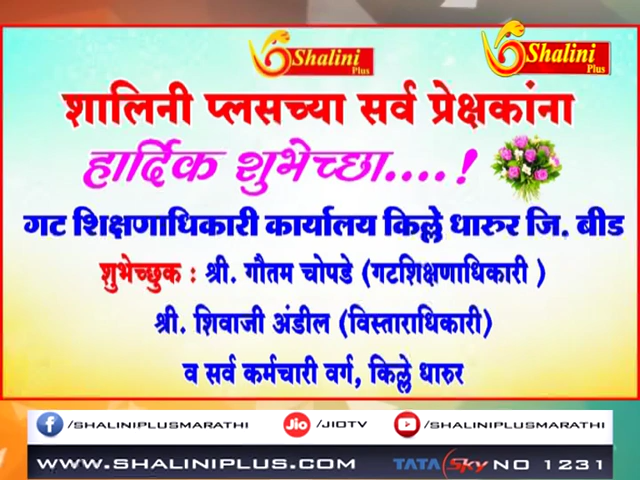 Shalini Plus
Shalini Plus
शालिनी प्लसच्या सर्व प्रेक्षकांना
हार्दिक शुभेच्छा....!
गट शिक्षणाधिकारी कार्यालय किल्ले धारुर जि. बीड
शुभेच्छुक : श्री. गौतम चोपडे (गटशिक्षणाधिकारी )
श्री. शिवाजी अंडील (विस्ताराधिकारी)
व सर्व कर्मचारी वर्ग, किल्ले धारुर
f /SHALINIPLUSMARATHI Jio /JIOTV /SHALINIPLUSMARATHI
WWW.SHALINIPLUS.COM TATA Sky NO 1231